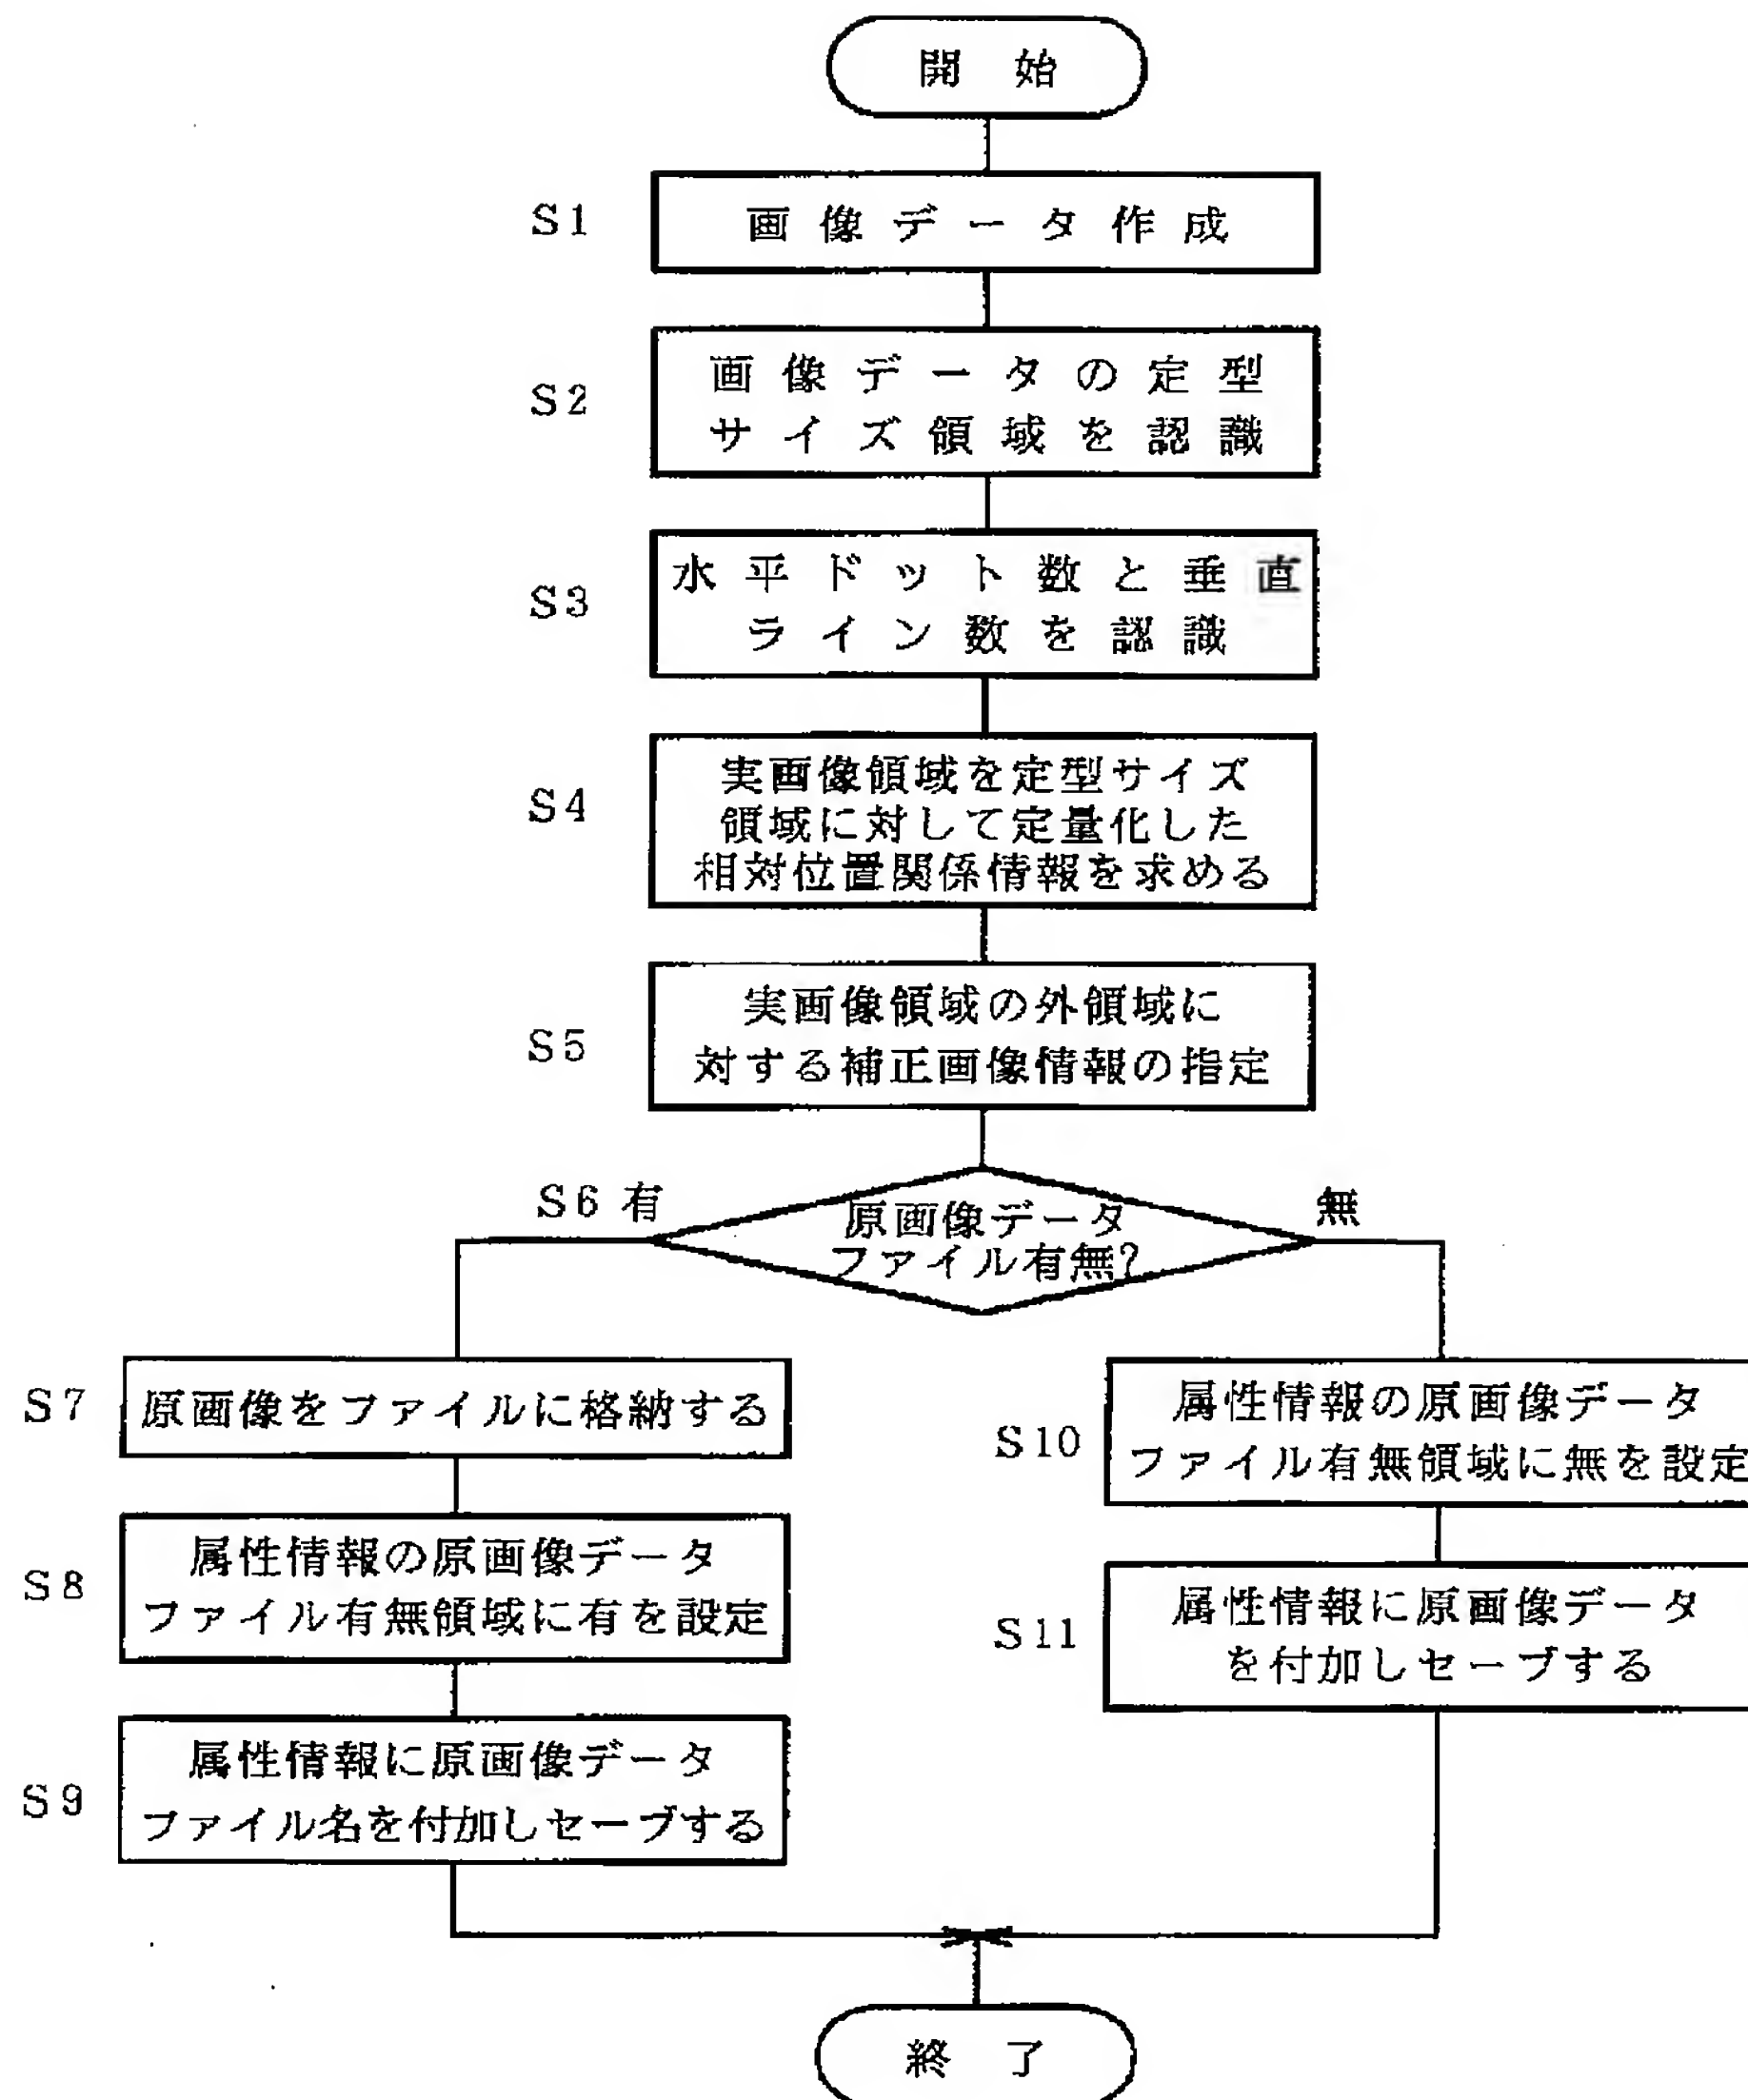 開 始
S1
画像データ作成
S2
画像データの定型
サイズ領域を認識
S3
水平ドット数と垂直
ライン数を認識
S4
実画像領域を定型サイズ
領域に対して定量化した
相対位置関係情報を求める
S5
実画像領域の外領域に
対する補正画像情報の指定
S6 有
原画像データ
ファイル有無?
無
S7
原画像をファイルに格納する
S8
属性情報の原画像データ
ファイル有無領域に有を設定
S9
属性情報に原画像データ
ファイル名を付加しセーブする
S10
属性情報の原画像データ
ファイル有無領域に無を設定
S11
属性情報に原画像データ
を付加しセーブする
終 了